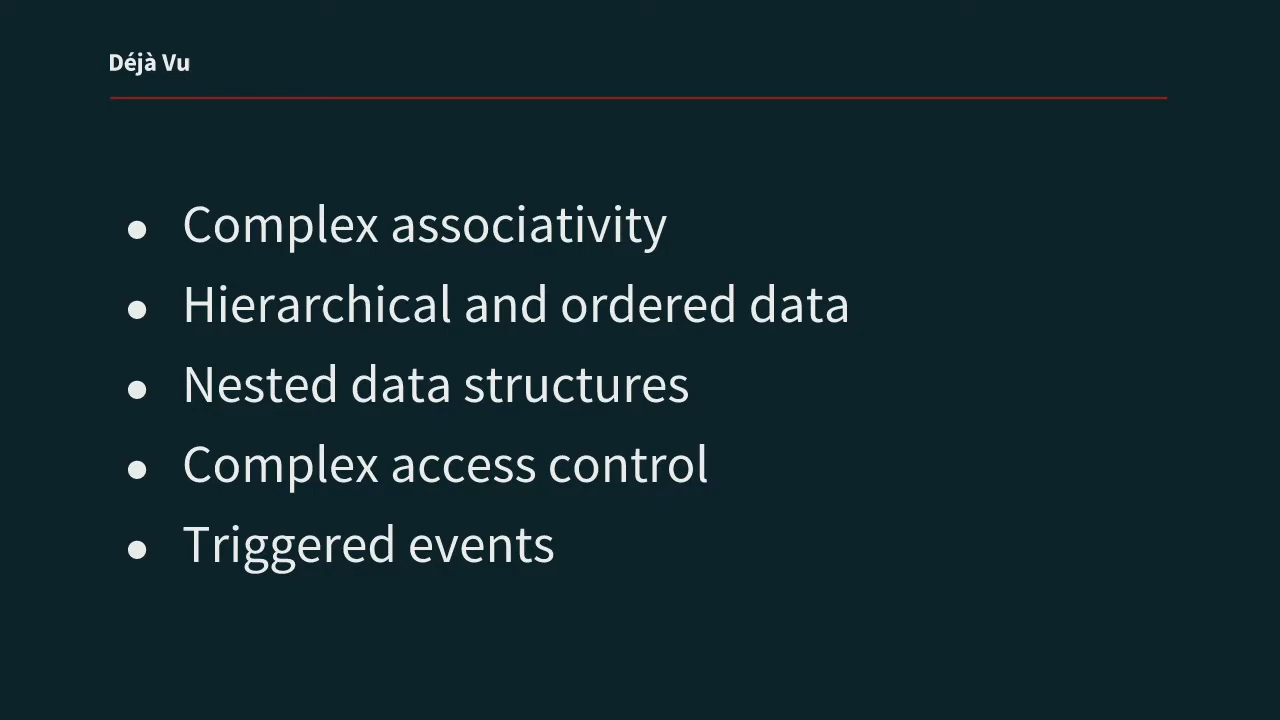 Déjà Vu
● Complex associativity
● Hierarchical and ordered data
● Nested data structures
● Complex access control
● Triggered events